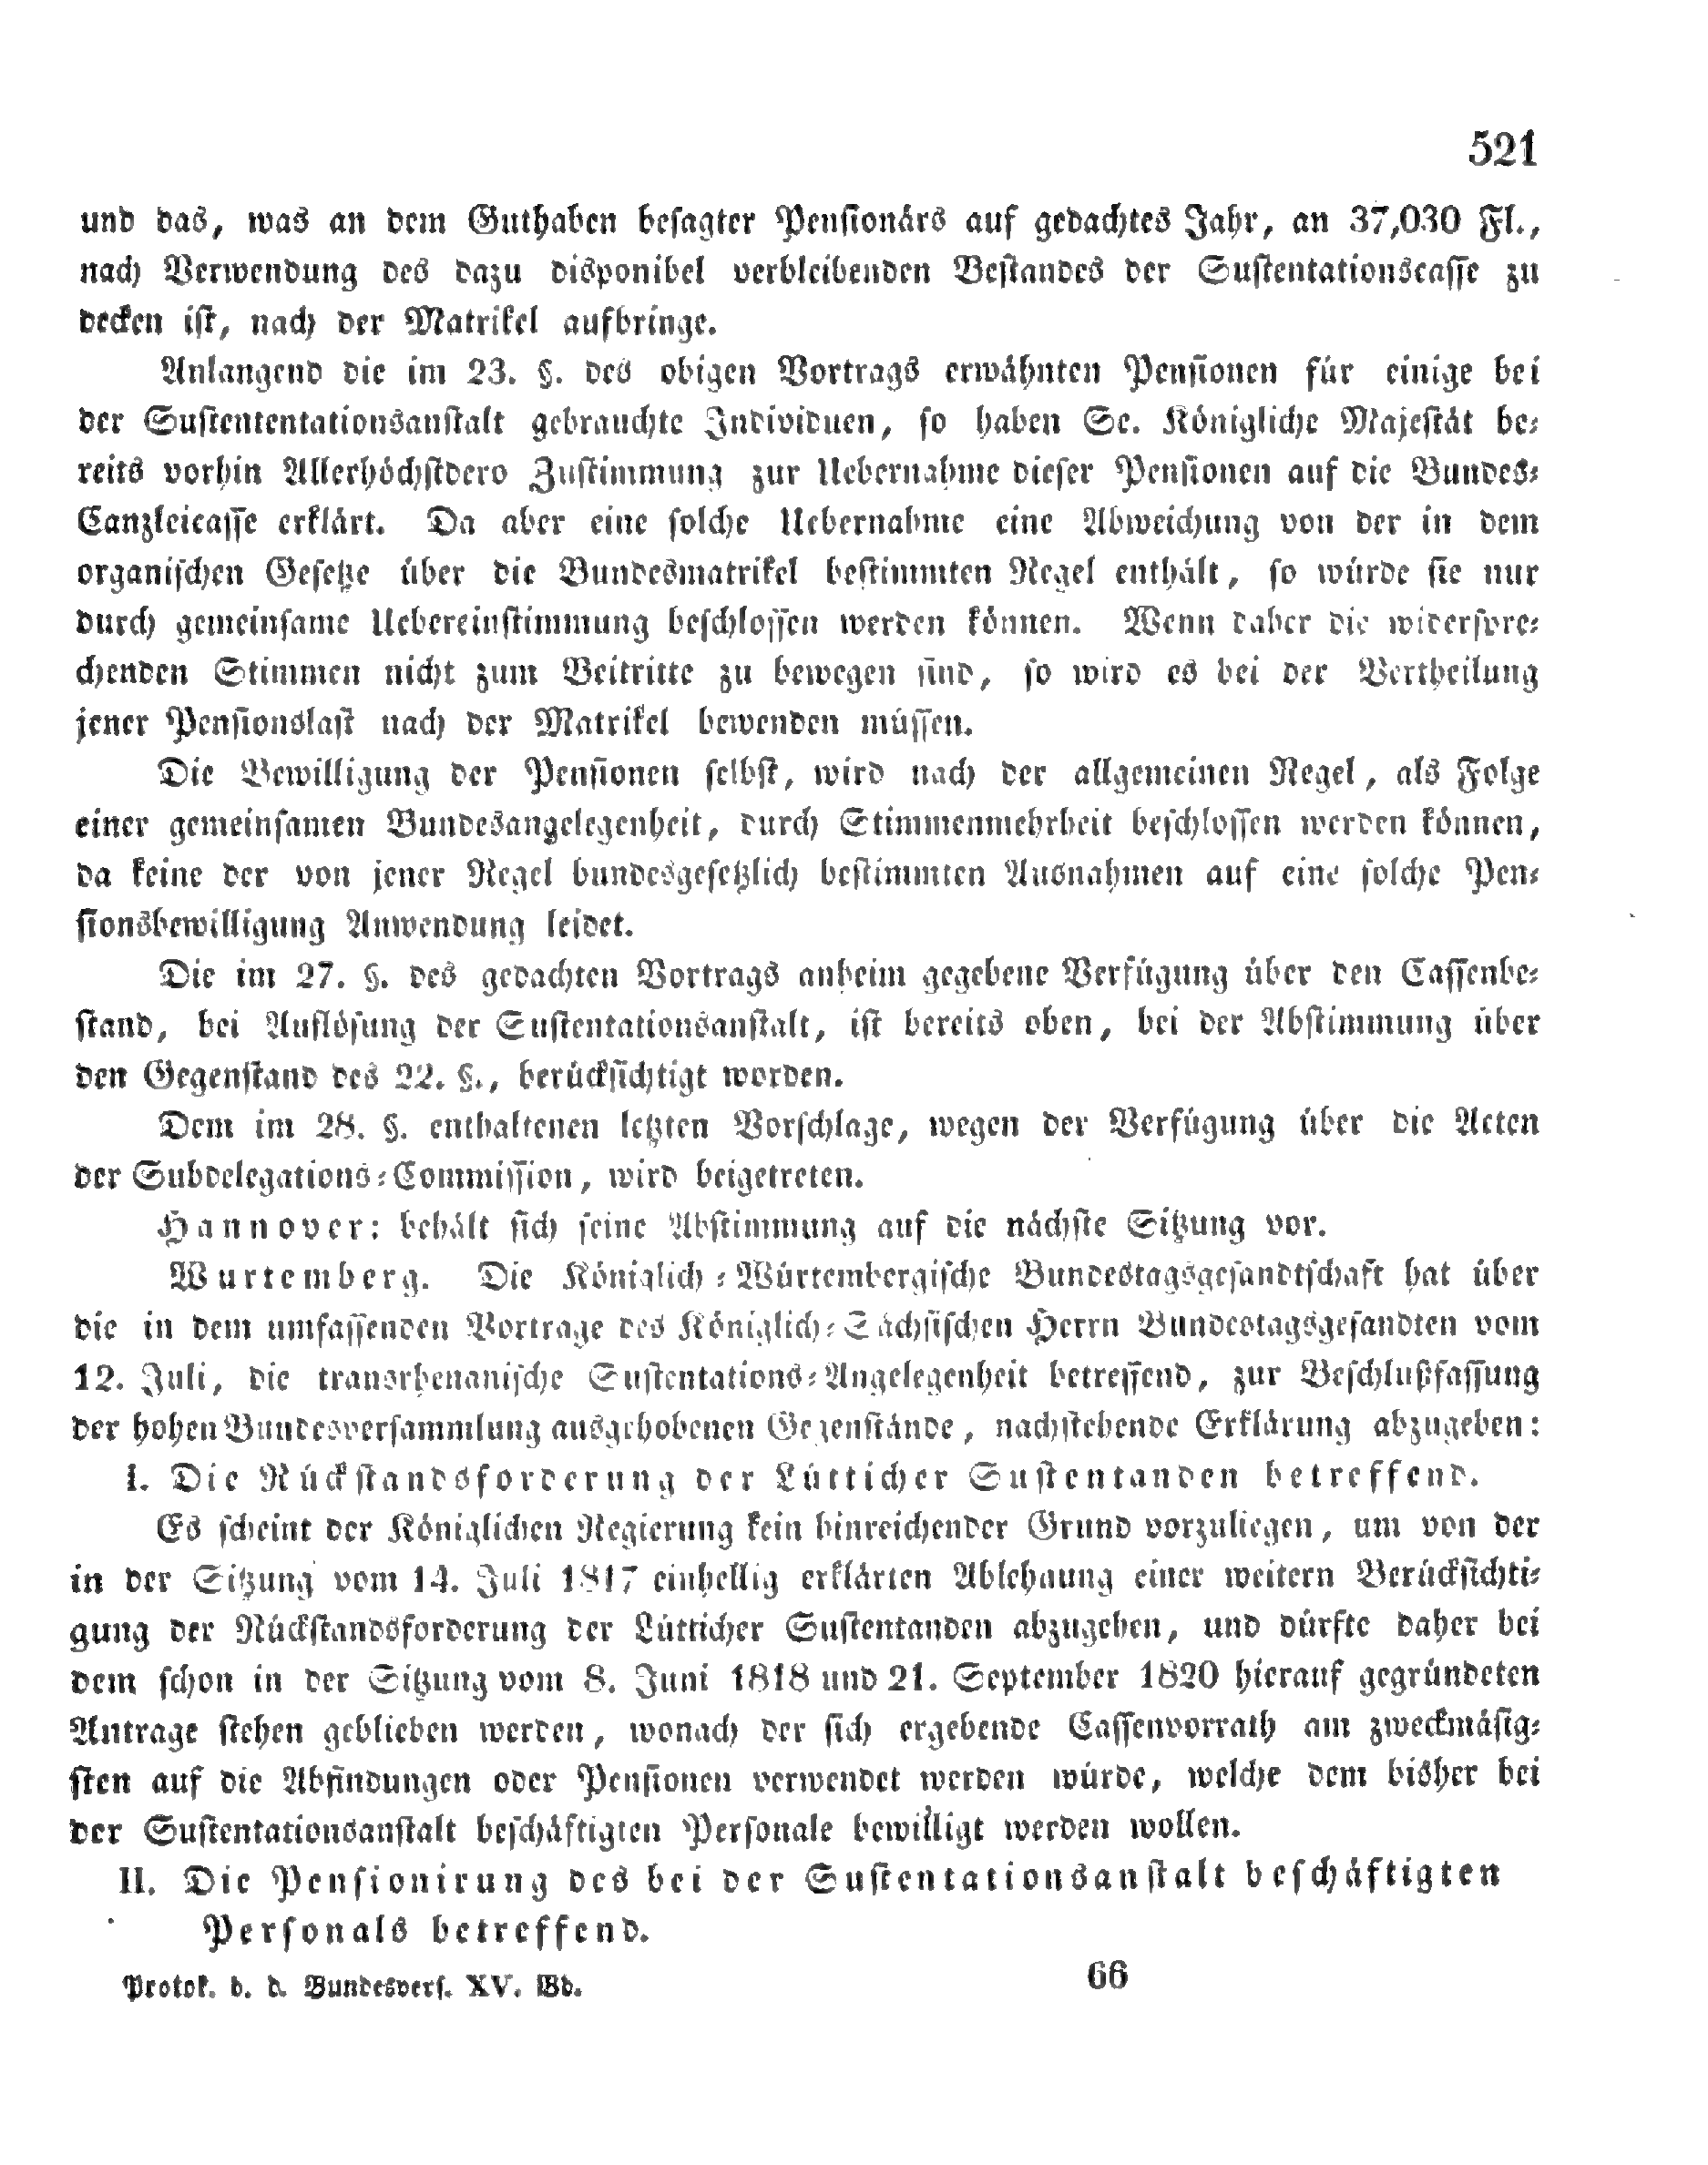 521
und das, was an dem Guthaben besagter Pensionärs auf gedachtes Jahr, an 37,030 Fl.,
nach Verwendung des dazu disponibel verbleibenden Bestandes der Sustentationscasse zu
decken ist, nach der Matrikel aufbringe.
Anlangend die im 23. §. des obigen Vortrags erwähnten Pensionen für einige bei
der Sustententationsanstalt gebrauchte Individuen, so haben Se. Königliche Majestät be-
reits vorhin Allerhöchstdero Zustimmung zur Uebernahme dieser Pensionen auf die Bundes-
Canzleicasse erklärt. Da aber eine solche Uebernahme eine Abweichung von der in dem
organischen Gesetze über die Bundesmatrikel bestimmten Regel enthält, so würde sie nur
durch gemeinsame Uebereinstimmung beschlossen werden können. Wenn daher die widerspre-
chenden Stimmen nicht zum Beitritte zu bewegen sind, so wird es bei der Vertheilung
jener Pensionslast nach der Matrikel bewenden müssen.
Die Bewilligung der Pensionen selbst, wird nach der allgemeinen Regel, als Folge
einer gemeinsamen Bundesangelegenheit, durch Stimmenmehrheit beschlossen werden können,
da keine der von jener Regel bundesgesetzlich bestimmten Ausnahmen auf eine solche Pen-
sionsbewilligung Anwendung leidet.
Die im 27. §. des gedachten Vortrags anheim gegebene Verfügung über den Cassenbe-
stand, bei Auflösung der Sustentationsanstalt, ist bereits oben, bei der Abstimmung über
den Gegenstand des 22. §., berücksichtigt worden.
Dem im 28. §. enthaltenen letzten Vorschlage, wegen der Verfügung über die Acten
der Subdelegations-Commission, wird beigetreten.
Hannover: behält sich seine Abstimmung auf die nächste Sitzung vor.
Wurtemberg. Die Königlich-Würtembergische Bundestagsgesandtschaft hat über
die in dem umfassenden Vortrage des Königlich-Sächsischen Herrn Bundestagsgesandten vom
12. Juli, die transrhenanische Sustentations-Angelegenheit betreffend, zur Beschlußfassung
der hohen Bundesversammlung ausgehobenen Gegenstände, nachstehende Erklärung abzugeben:
I. Die Rückstandsforderung der Lütticher Sustentanden betreffend.
Es scheint der Königlichen Regierung kein hinreichender Grund vorzuliegen, um von der
in der Sitzung vom 14. Juli 1817 einhellig erklärten Ablehnung einer weitern Berücksichti-
gung der Rückstandsforderung der Lütticher Sustentanden abzugehen, und dürfte daher bei
dem schon in der Sitzung vom 8. Juni 1818 und 21. September 1820 hierauf gegründeten
Antrage stehen geblieben werden, wonach der sich ergebende Cassenvorrath am zweckmäsig-
sten auf die Abfindungen oder Pensionen verwendet werden würde, welche dem bisher bei
der Sustentationsanstalt beschäftigten Personale bewilligt werden wollen.
II. Die Pensionirung des bei der Sustentationsanstalt beschäftigten
Personals betreffend.
Protok. d. d. Bundesvers. XV. Bd. 66